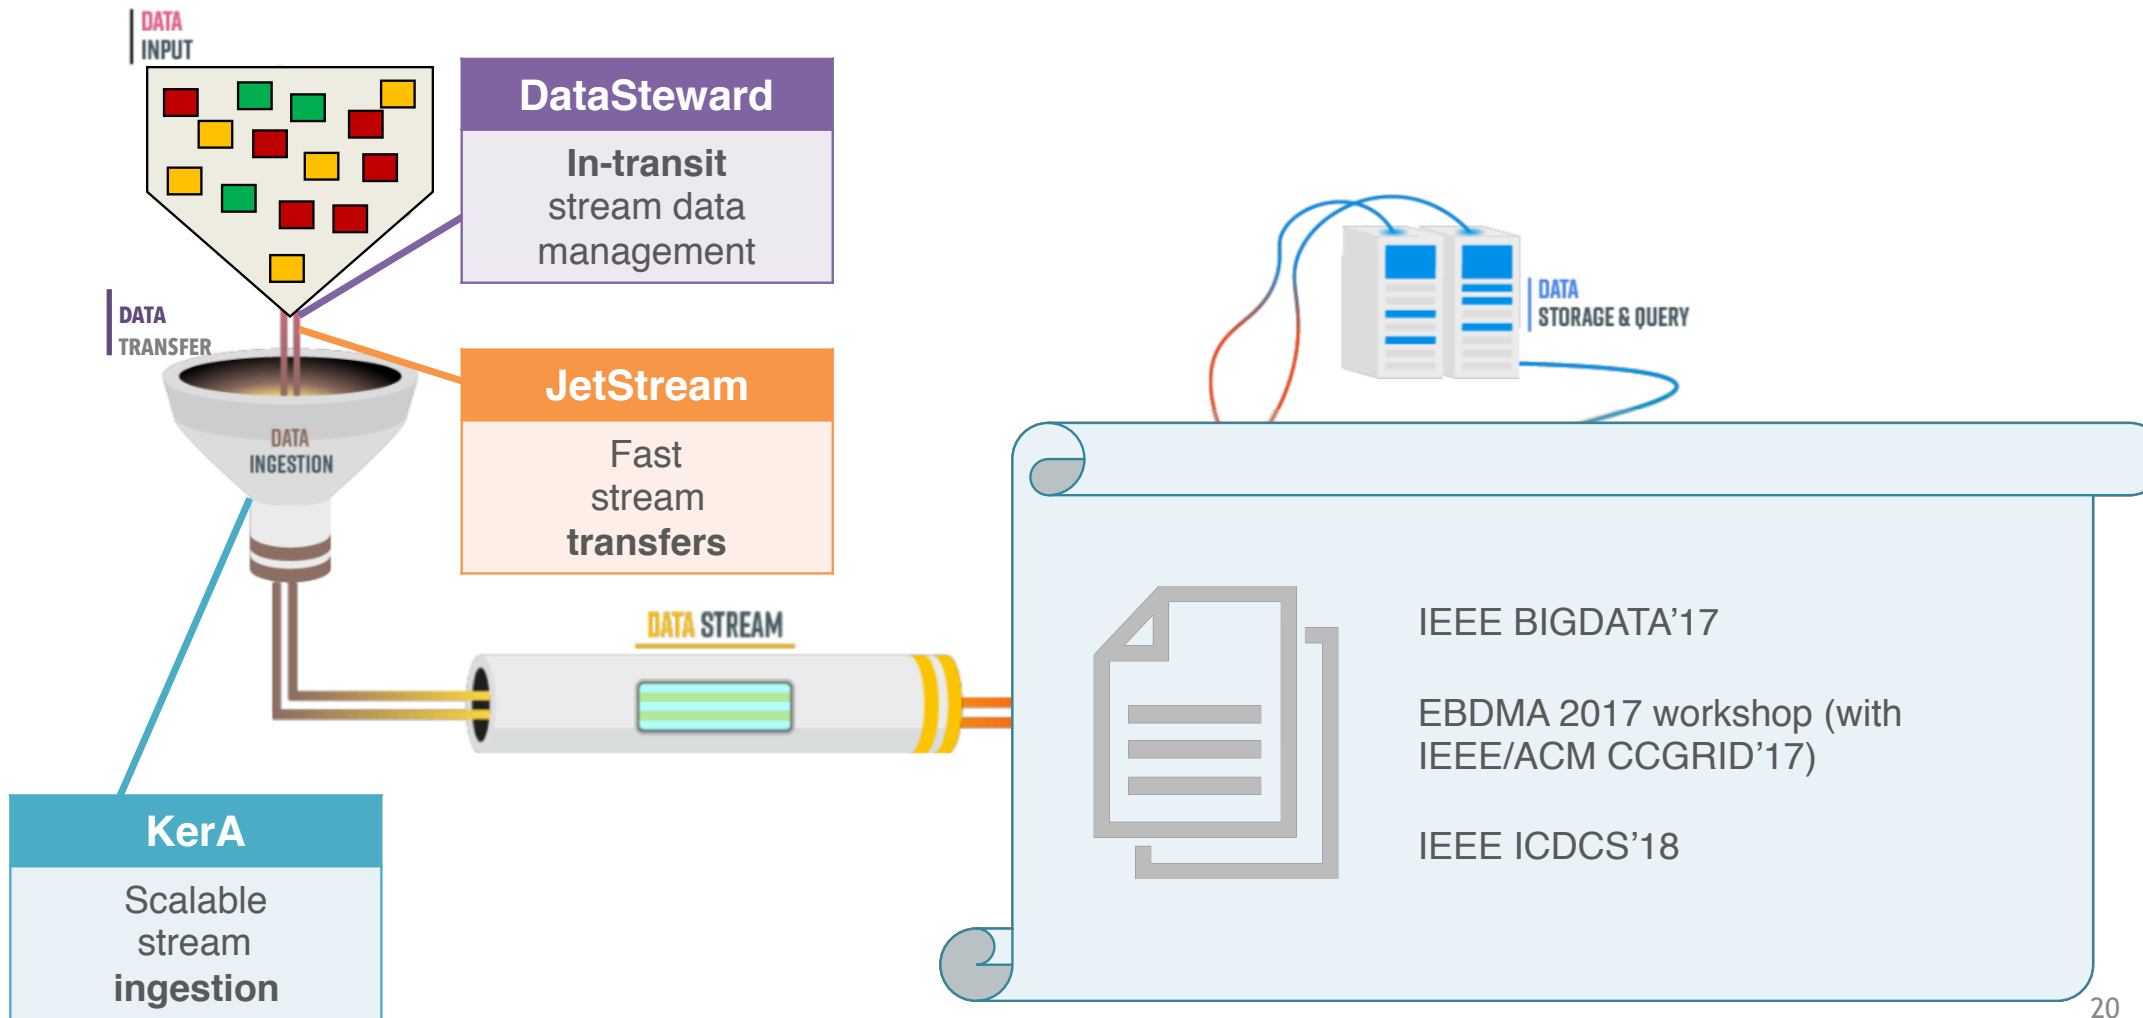 DATA
INPUT
DataSteward
In-transit
stream data
management
DATA
TRANSFER
JetStream
Fast
stream
transfers
DATA
INGESTION
DATA STREAM
KerA
Scalable
stream
ingestion
DATA
STORAGE & QUERY
IEEE BIGDATA’17
EBDMA 2017 workshop (with
IEEE/ACM CCGRID’17)
IEEE ICDCS’18
20